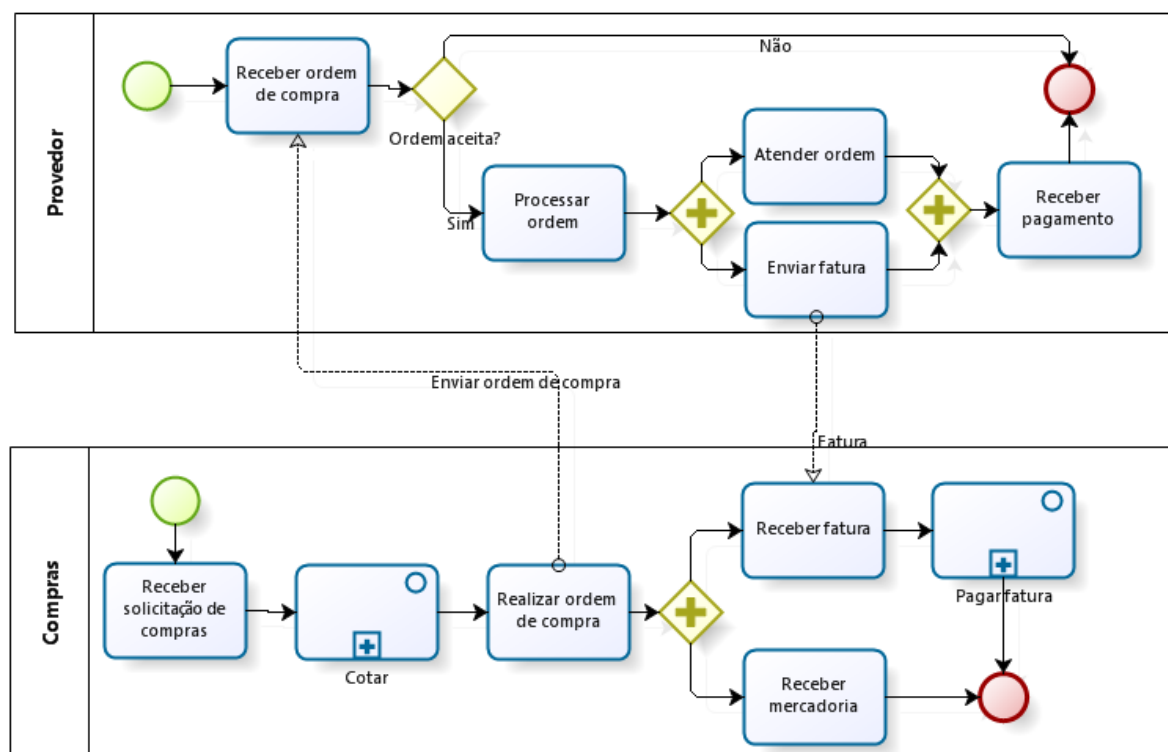 Provedor
Receber ordem
de compra
Não
Ordem aceita?
Sim
Processar
ordem
Atender ordem
Enviar fatura
Receber
pagamento
Enviar ordem de compra
Fatura
Compras
Receber
solicitação de
compras
Cotar
Realizar ordem
de compra
Receber fatura
Pagar fatura
Receber
mercadoria